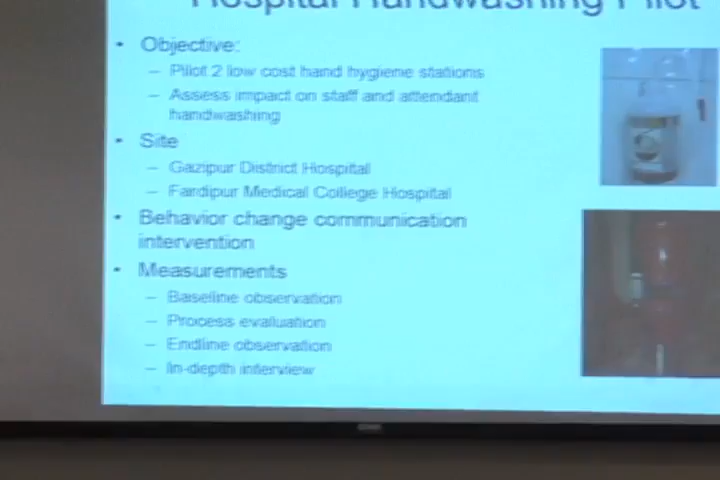 Hospital Handwashing Pilot
• Objective:
– Pilot 2 low cost hand hygiene stations
– Assess impact on staff and attendant
handwashing
• Site
– Gazipur District Hospital
– Faridpur Medical College Hospital
• Behavior change communication
intervention
• Measurements
– Baseline observation
– Process evaluation
– Endline observation
– In-depth interview